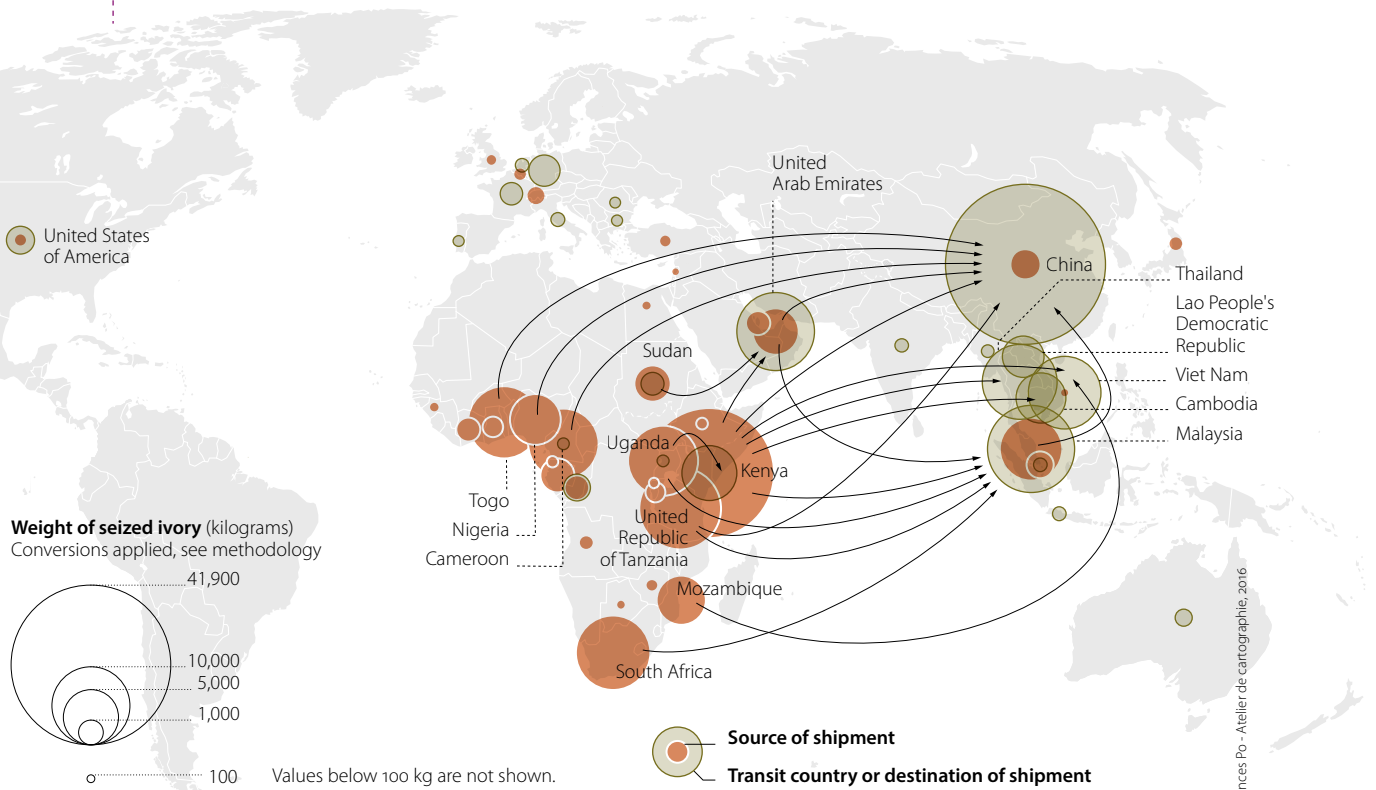 United
Arab Emirates
United States
of America
China
Thailand
Lao People's
Democratic
Republic
Viet Nam
Cambodia
Malaysia
Sudan
Uganda
Kenya
Togo
Nigeria
Cameroon
United
Republic
of Tanzania
Mozambique
South Africa
Weight of seized ivory (kilograms)
Conversions applied, see methodology
41,900
10,000
5,000
1,000
100
Values below 100 kg are not shown.
Source of shipment
Transit country or destination of shipment
Po - Atelier de cartographie, 2016